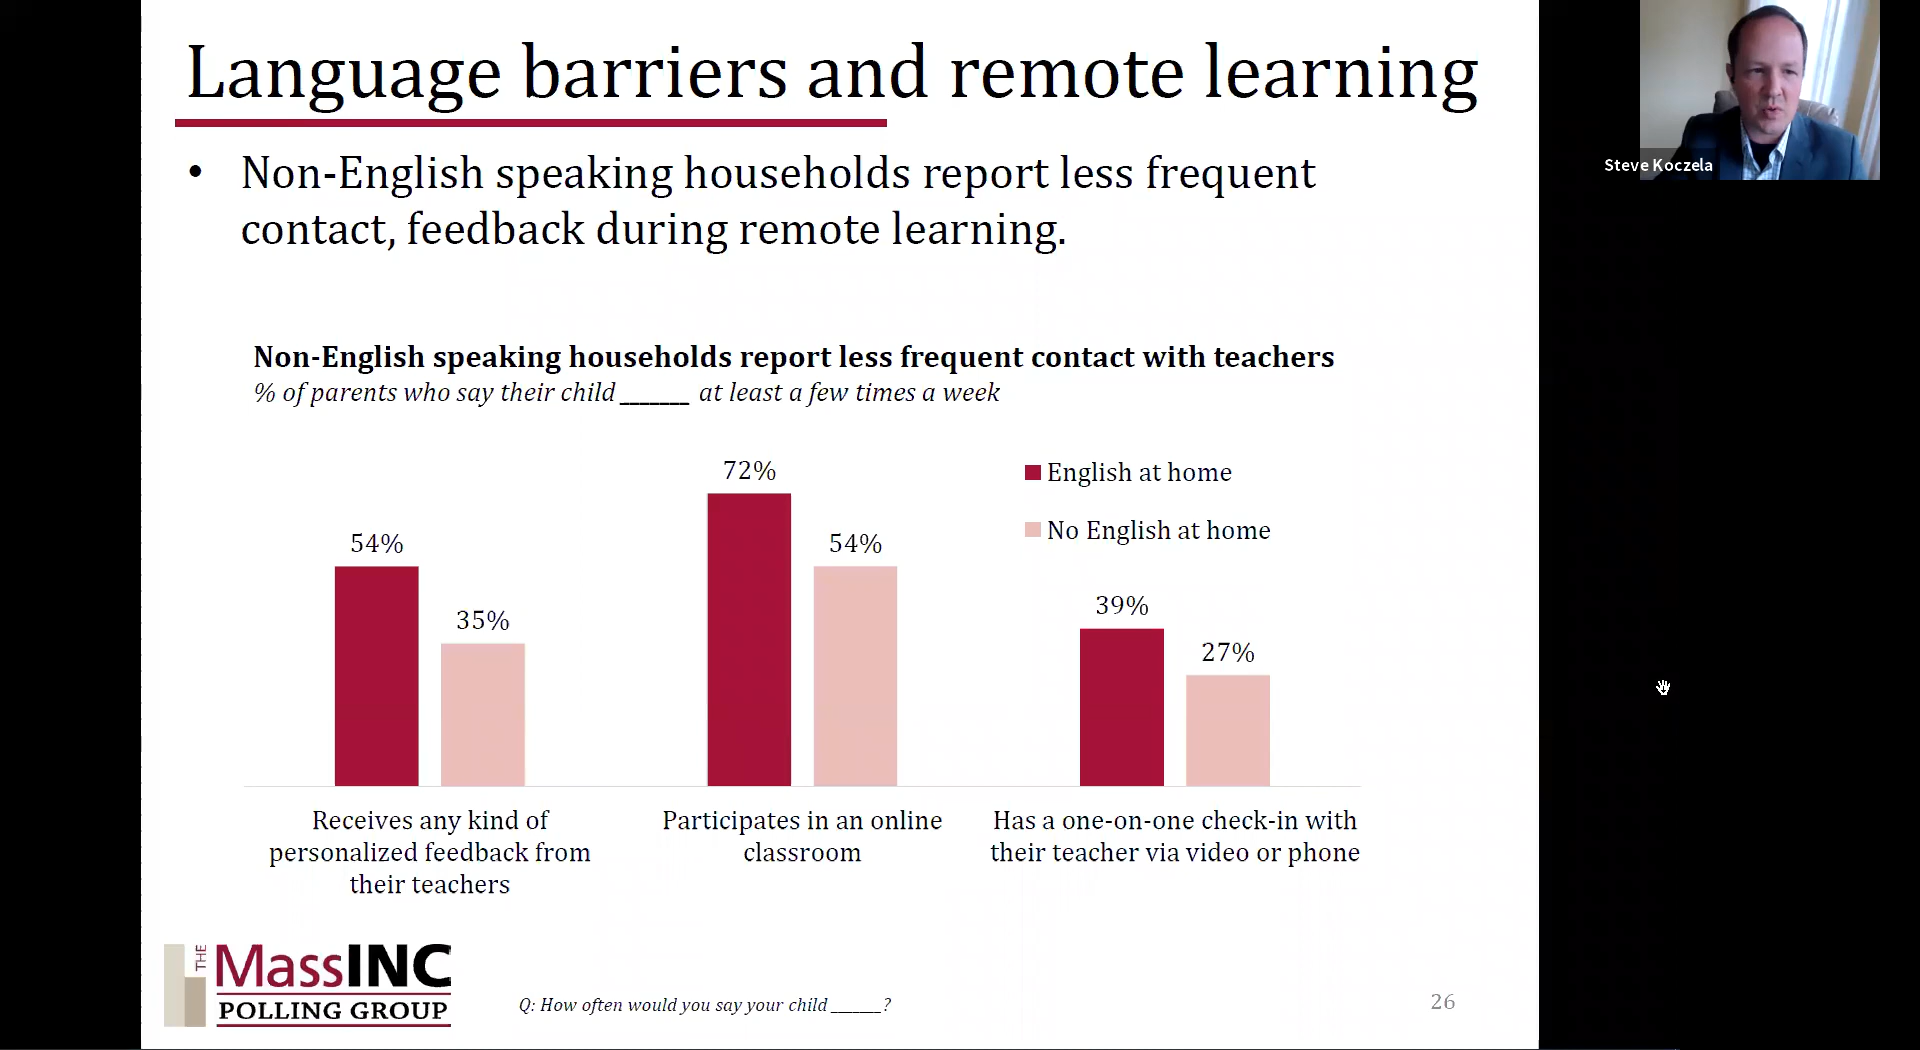 Language barriers and remote learning
• Non-English speaking households report less frequent
contact, feedback during remote learning.
Non-English speaking households report less frequent contact with teachers
% of parents who say their child ______ at least a few times a week
72%
English at home
54%
54%
No English at home
39%
35%
27%
Receives any kind of
personalized feedback from
their teachers
Participates in an online
classroom
Has a one-on-one check-in with
their teacher via video or phone
THE
MassINC
POLLING GROUP
Q: How often would you say your child _____?
26
Steve Koczela